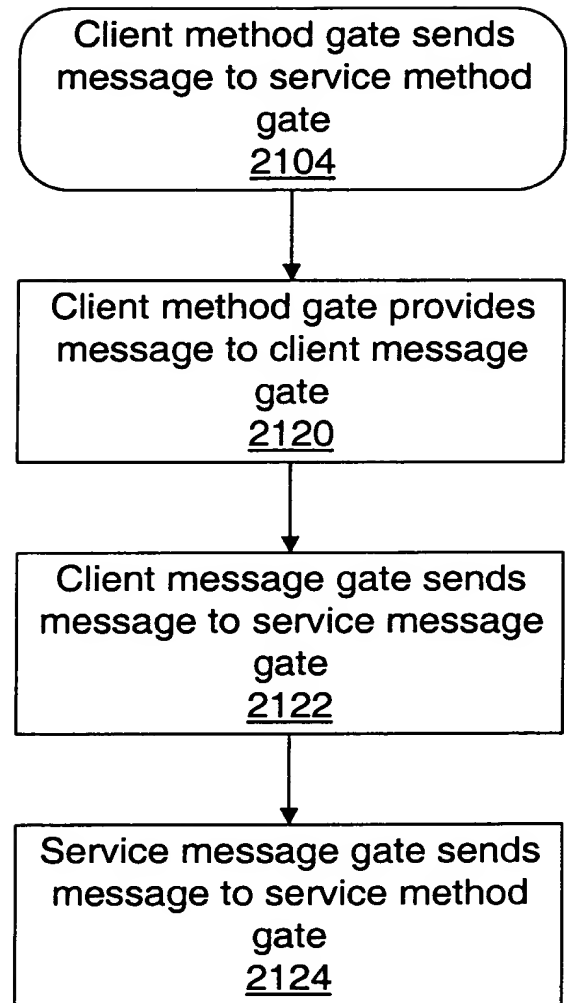 Client method gate sends
message to service method
gate
2104
Client method gate provides
message to client message
gate
2120
Client message gate sends
message to service message
gate
2122
Service message gate sends
message to service method
gate
2124